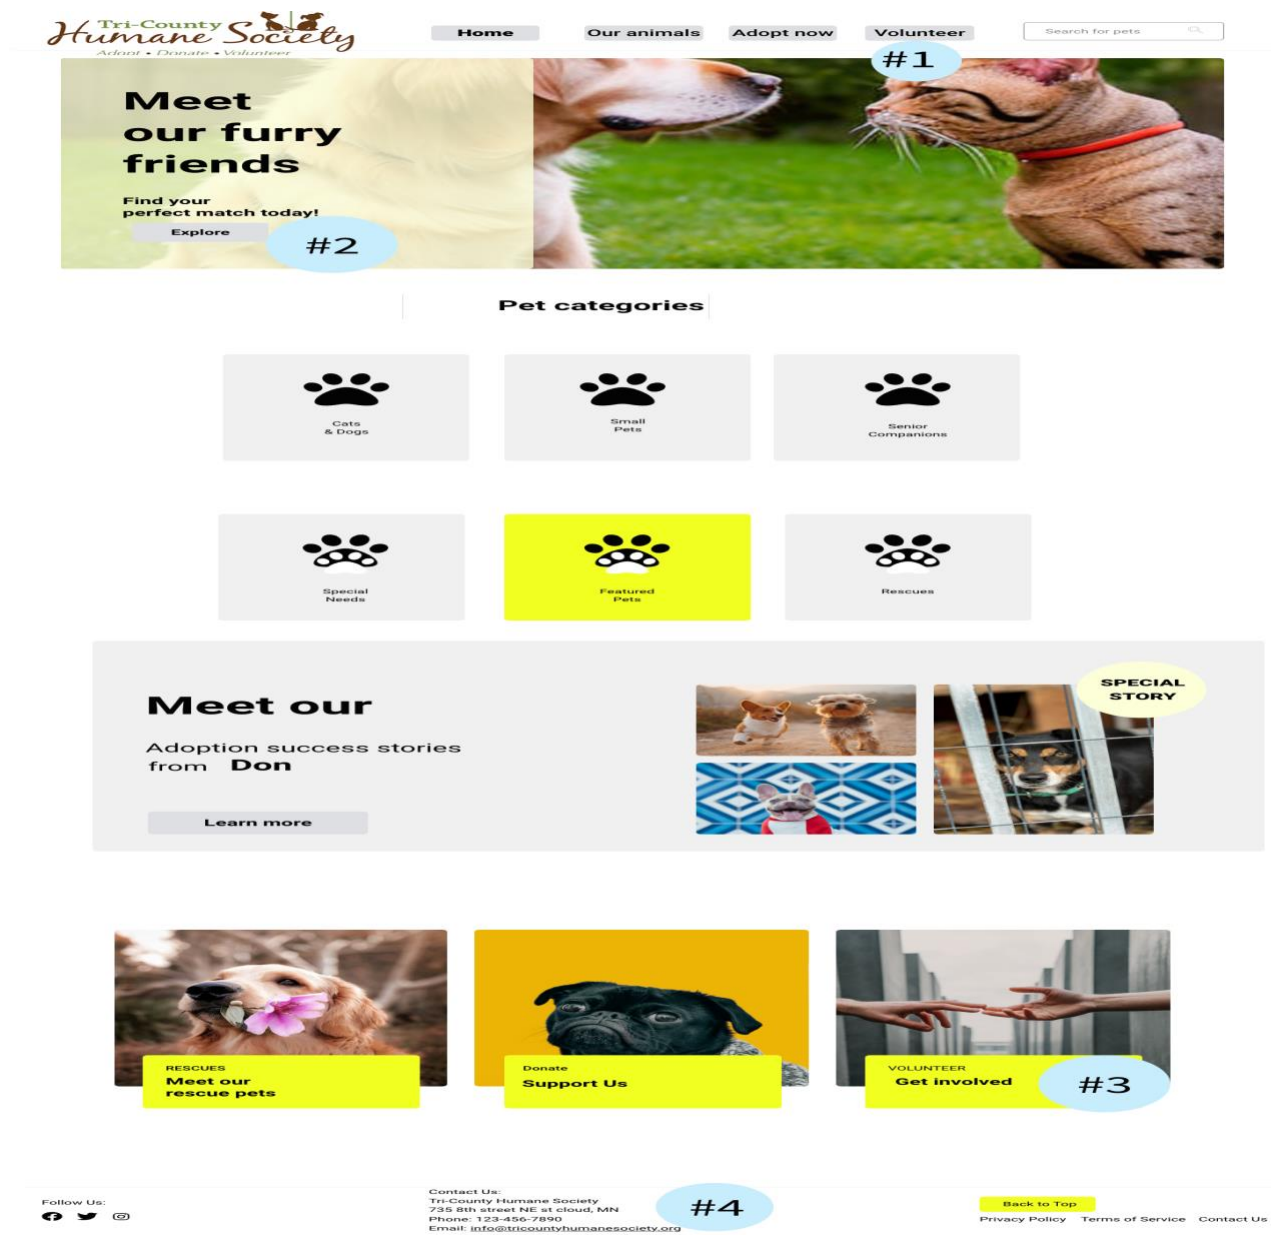 Tri-County
Humane Society
Adopt • Donate • Volunteer
Home
Our animals
Adopt now
Volunteer
Search for pets
#1
Meet
our furry
friends
Find your
perfect match today!
Explore
#2
Pet categories
Cats
& Dogs
Small
Pets
Senior
Companions
Special
Needs
Featured
Pets
Rescues
Meet our
Adoption success stories
from Don
Learn more
SPECIAL
STORY
RESCUES
Meet our
rescue pets
Donate
Support Us
VOLUNTEER
Get involved
#3
Follow Us:
Contact Us:
Tri-County Humane Society
735 8th street NE st cloud, MN
Phone: 123-456-7890
Email: info@tricountyhumanesociety.org
#4
Back to Top
Privacy Policy
Terms of Service
Contact Us